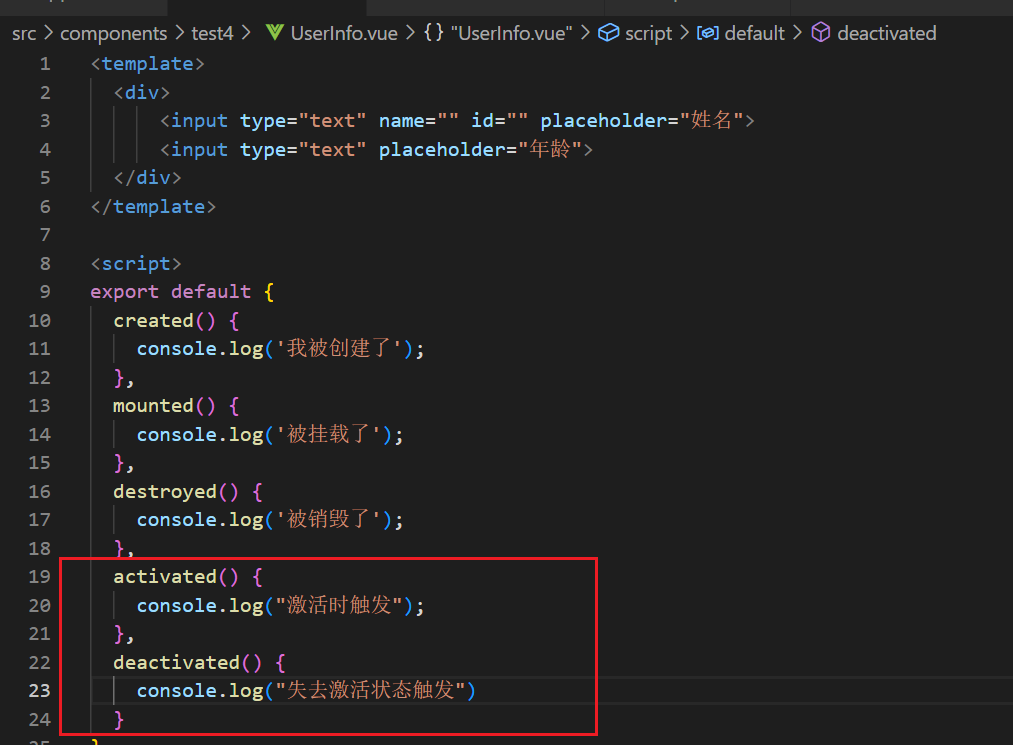 src > components > test4 > UserInfo.vue > {} "UserInfo.vue" > script > default > deactivated
1 <template>
2 <div>
3 <input type="text" name="" id="" placeholder="姓名">
4 <input type="text" placeholder="年龄">
5 </div>
6 </template>
7
8 <script>
9 export default {
10 created() {
11 console.log('我被创建了');
12 },
13 mounted() {
14 console.log('被挂载了');
15 },
16 destroyed() {
17 console.log('被销毁了');
18 },
19 activated() {
20 console.log("激活时触发");
21 },
22 deactivated() {
23 console.log("失去激活状态触发")
24 }